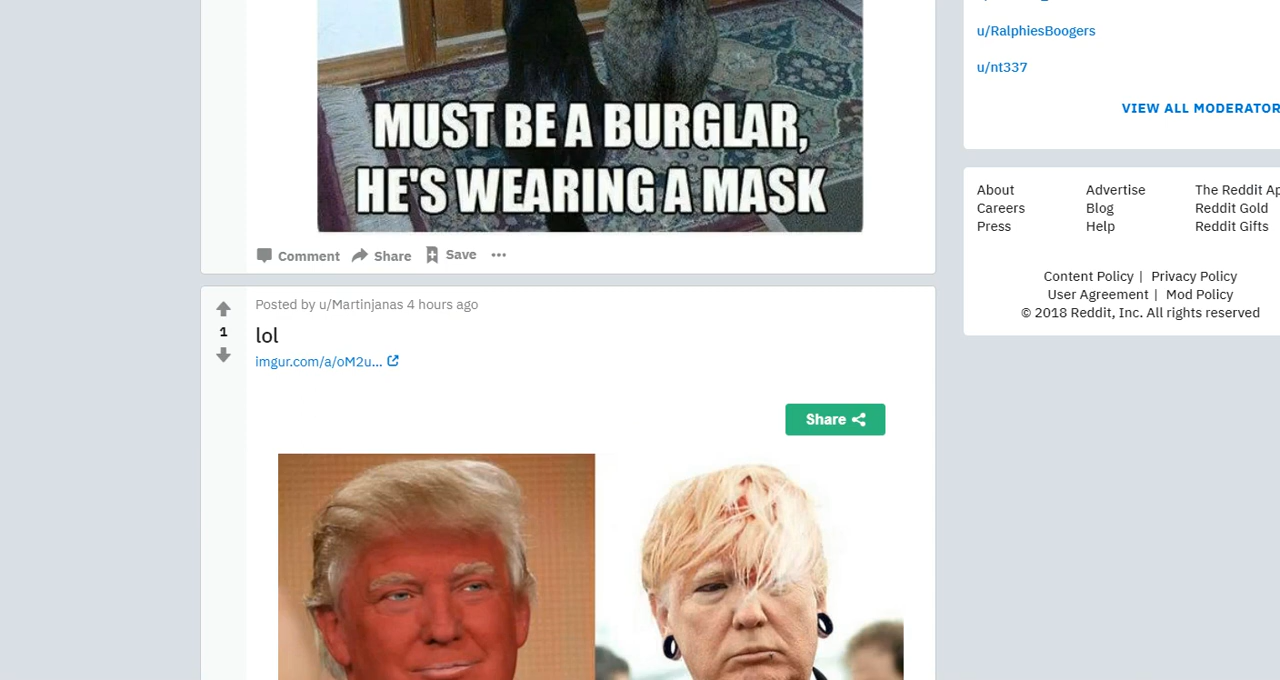 MUST BE A BURGLAR,
HE'S WEARING A MASK
Comment Share Save
Posted by u/Martinjanas 4 hours ago
1
lol
imgur.com/a/oM2u...
Share
u/RalphiesBoogers
u/nt337
VIEW ALL MODERATOR
About Advertise The Reddit Ap
Careers Blog Reddit Gold
Press Help Reddit Gifts
Content Policy | Privacy Policy
User Agreement | Mod Policy
© 2018 Reddit, Inc. All rights reserved